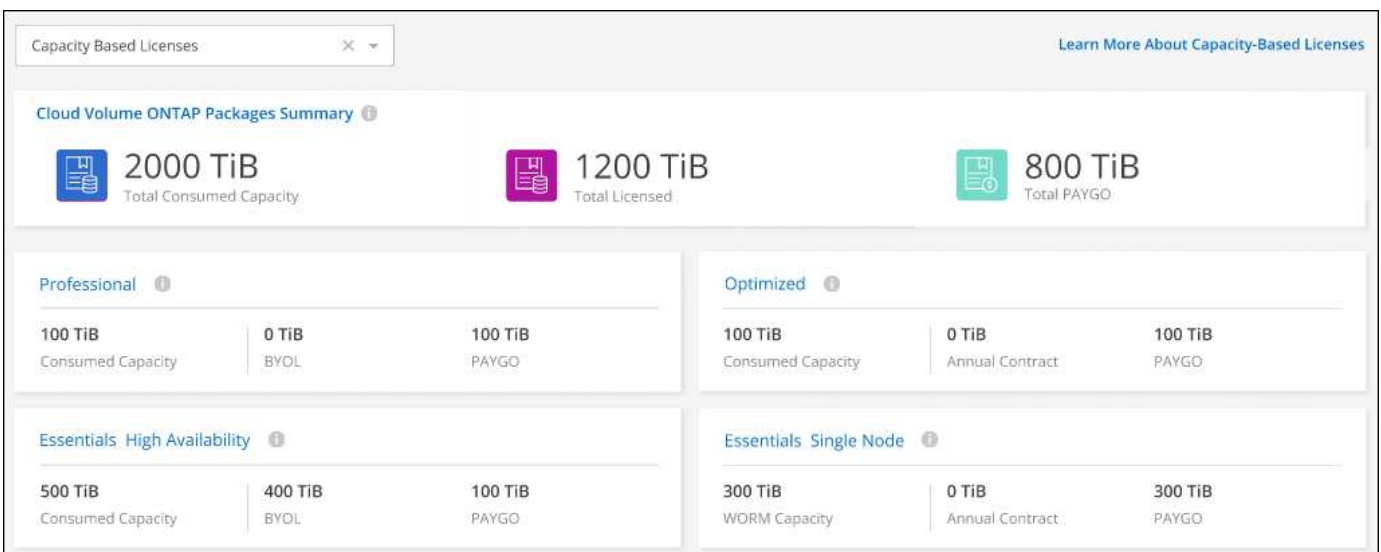 Capacity Based Licenses
Learn More About Capacity-Based Licenses
Cloud Volume ONTAP Packages Summary
2000 TiB
Total Consumed Capacity
1200 TiB
Total Licensed
800 TiB
Total PAYGO
Professional
100 TiB
Consumed Capacity
0 TiB
BYOL
100 TiB
PAYGO
Optimized
100 TiB
Consumed Capacity
0 TiB
Annual Contract
100 TiB
PAYGO
Essentials High Availability
500 TiB
Consumed Capacity
400 TiB
BYOL
100 TiB
PAYGO
Essentials Single Node
300 TiB
WORM Capacity
0 TiB
Annual Contract
300 TiB
PAYGO